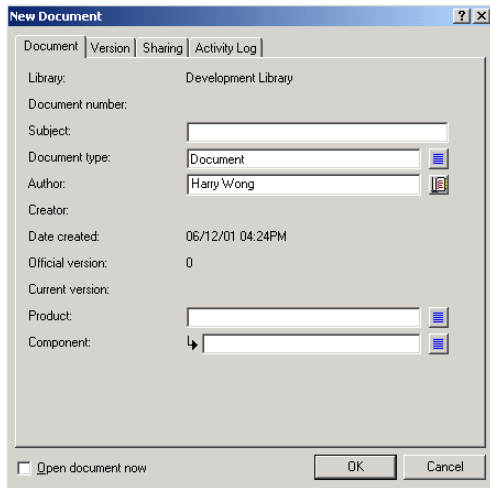 New Document
Document Version Sharing Activity Log
Library: Development Library
Document number:
Subject:
Document type: Document
Author: Harry Wong
Creator:
Date created: 06/12/01 04:24PM
Official version: 0
Current version:
Product:
Component:
Open document now OK Cancel